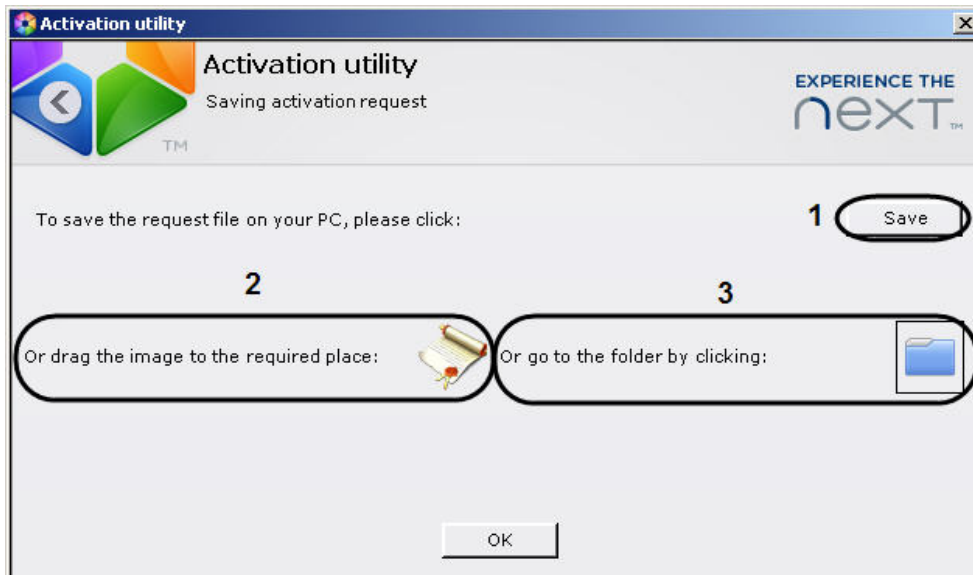 Activation utility
Activation utility
Saving activation request
TM
EXPERIENCE THE
next™
To save the request file on your PC, please click:
1
Save
2
3
Or drag the image to the required place:
Or go to the folder by clicking:
OK